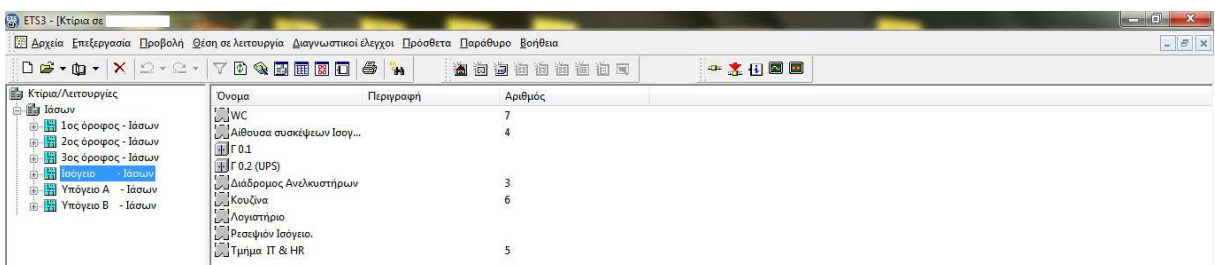 ETS3 - [Κτίρια σε
Αρχεία Επεξεργασία Προβολή Θέση σε λειτουργία Διαγνωστικοί έλεγχοι Πρόσθετα Παράθυρο Βοήθεια
Κτίρια/Λειτουργίες
Ιάσων
1ος όροφος - Ιάσων
2ος όροφος - Ιάσων
3ος όροφος - Ιάσων
Ισόγειο - Ιάσων
Υπόγειο Α - Ιάσων
Υπόγειο Β - Ιάσων
Όνομα Περιγραφή Αριθμός
WC 7
Αίθουσα συσκέψεων Ισογ... 4
Γ 0.1
Γ 0.2 (UPS)
Διάδρομος Ανελκυστήρων 3
Κουζίνα 6
Λογιστήριο
Ρεσεψιόν Ισόγειο.
Τμήμα IT & HR 5